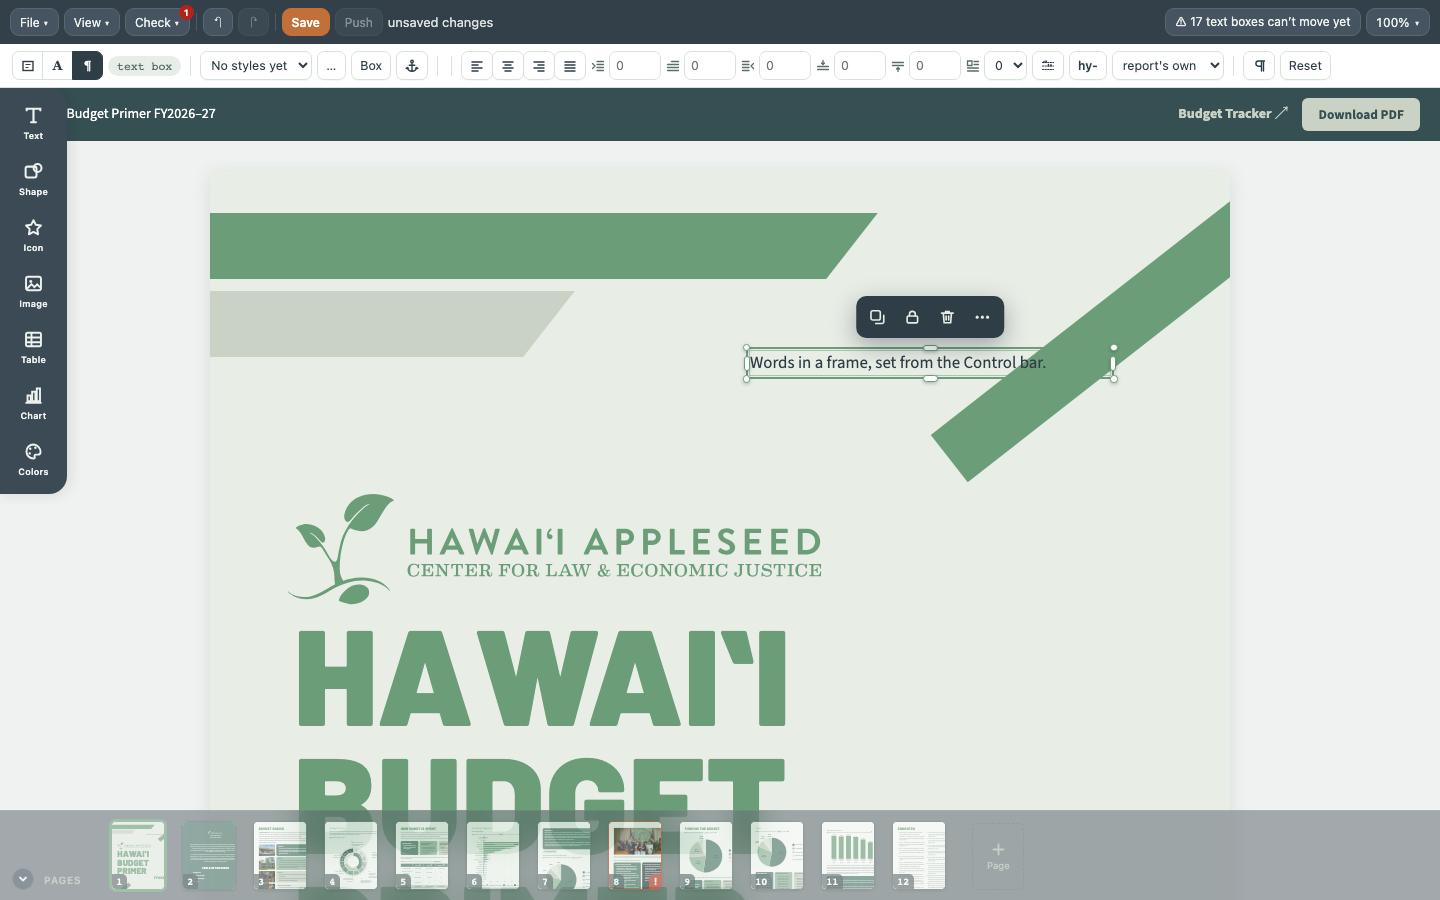 File ▾ View ▾ Check ▾ 1 Save Push unsaved changes ⚠ 17 text boxes can't move yet 100% ▾
A ¶ text box No styles yet ... Box 0 0 0 0 0 0 hy- report's own ¶ Reset
Budget Primer FY2026–27 Budget Tracker ↗ Download PDF
Text
Shape
Icon
Image
Table
Chart
Colors
Words in a frame, set from the Control bar.
HAWAIʻI APPLESEED
CENTER FOR LAW & ECONOMIC JUSTICE
HAWAIʻI
BUDGET
PRIMER
PAGES 1 2 3 4 5 6 7 8 ! 9 10 11 12 + Page